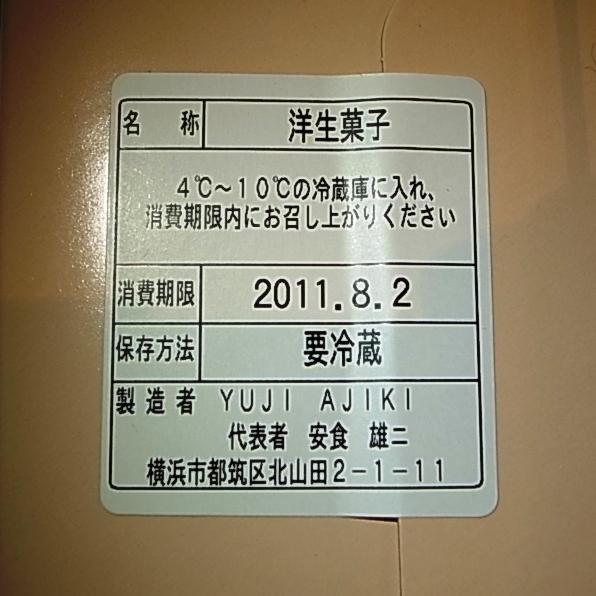 名称 洋生菓子
4℃～10℃の冷蔵庫に入れ、
消費期限内にお召し上がりください
消費期限 2011.8.2
保存方法 要冷蔵
製造者 YUJI AJIKI
代表者 安食 雄二
横浜市都筑区北山田2－1－11